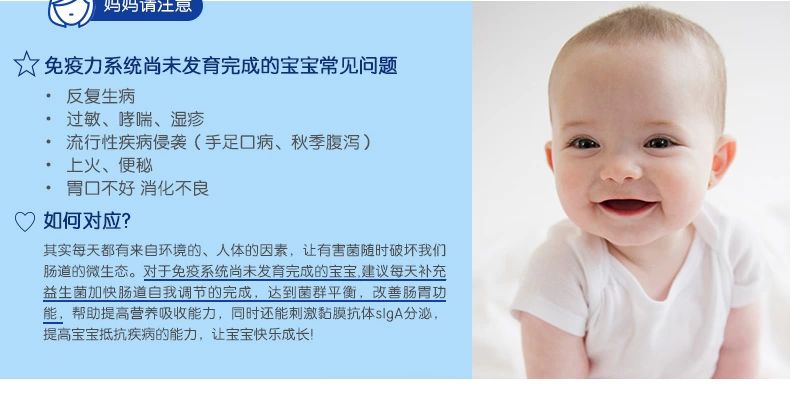 妈妈请注意
免疫力系统尚未发育完成的宝宝常见问题
• 反复生病
• 过敏、哮喘、湿疹
• 流行性疾病侵袭（手足口病、秋季腹泻）
• 上火、便秘
• 胃口不好 消化不良
如何对应?
其实每天都有来自环境的、人体的因素，让有害菌随时破坏我们
肠道的微生态。对于免疫系统尚未发育完成的宝宝,建议每天补充
益生菌加快肠道自我调节的完成，达到菌群平衡，改善肠胃功
能，帮助提高营养吸收能力，同时还能刺激黏膜抗体sIgA分泌，
提高宝宝抵抗疾病的能力，让宝宝快乐成长!